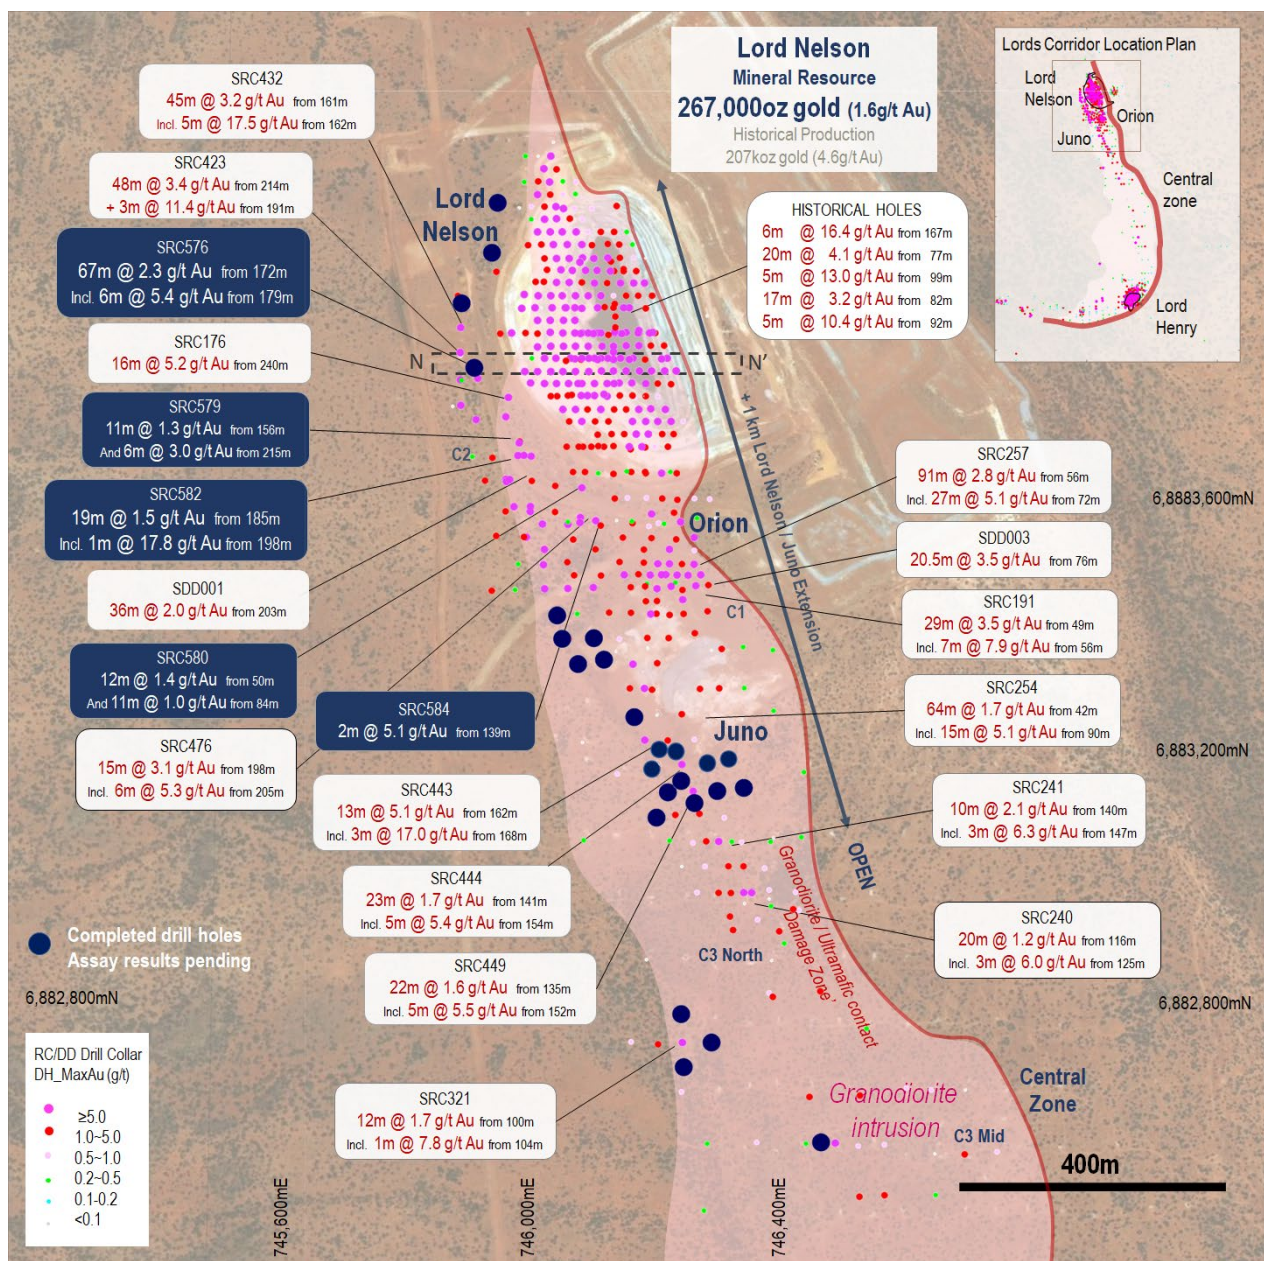 Lord Nelson
Mineral Resource
267,000oz gold (1.6g/t Au)
Historical Production
207koz gold (4.6g/t Au)
Lords Corridor Location Plan
Lord
Nelson
Orion
Juno
Central
zone
Lord
Henry
SRC432
45m @ 3.2 g/t Au from 161m
Incl. 5m @ 17.5 g/t Au from 162m
SRC423
48m @ 3.4 g/t Au from 214m
+ 3m @ 11.4 g/t Au from 191m
SRC576
67m @ 2.3 g/t Au from 172m
Incl. 6m @ 5.4 g/t Au from 179m
SRC176
16m @ 5.2 g/t Au from 240m
SRC579
11m @ 1.3 g/t Au from 156m
And 6m @ 3.0 g/t Au from 215m
SRC582
19m @ 1.5 g/t Au from 185m
Incl. 1m @ 17.8 g/t Au from 198m
SDD001
36m @ 2.0 g/t Au from 203m
SRC580
12m @ 1.4 g/t Au from 50m
And 11m @ 1.0 g/t Au from 84m
SRC476
15m @ 3.1 g/t Au from 198m
Incl. 6m @ 5.3 g/t Au from 205m
SRC584
2m @ 5.1 g/t Au from 139m
SRC443
13m @ 5.1 g/t Au from 162m
Incl. 3m @ 17.0 g/t Au from 168m
SRC444
23m @ 1.7 g/t Au from 141m
Incl. 5m @ 5.4 g/t Au from 154m
SRC449
22m @ 1.6 g/t Au from 135m
Incl. 5m @ 5.5 g/t Au from 152m
SRC321
12m @ 1.7 g/t Au from 100m
Incl. 1m @ 7.8 g/t Au from 104m
Lord
Nelson
N
N'
C2
HISTORICAL HOLES
6m @ 16.4 g/t Au from 167m
20m @ 4.1 g/t Au from 77m
5m @ 13.0 g/t Au from 99m
17m @ 3.2 g/t Au from 82m
5m @ 10.4 g/t Au from 92m
+ 1 km Lord Nelson / Juno Extension
OPEN
Orion
C1
Juno
SRC257
91m @ 2.8 g/t Au from 56m
Incl. 27m @ 5.1 g/t Au from 72m
6,8883,600mN
SDD003
20.5m @ 3.5 g/t Au from 76m
SRC191
29m @ 3.5 g/t Au from 49m
Incl. 7m @ 7.9 g/t Au from 56m
SRC254
64m @ 1.7 g/t Au from 42m
Incl. 15m @ 5.1 g/t Au from 90m
6,883,200mN
SRC241
10m @ 2.1 g/t Au from 140m
Incl. 3m @ 6.3 g/t Au from 147m
SRC240
20m @ 1.2 g/t Au from 116m
Incl. 3m @ 6.0 g/t Au from 125m
6,882,800mN
Granodiorite / Ultramafic contact
'Damage Zone'
C3 North
Granodiorite
intrusion
C3 Mid
Central
Zone
400m
Completed drill holes
Assay results pending
6,882,800mN
RC/DD Drill Collar
DH_MaxAu (g/t)
≥5.0
1.0~5.0
0.5~1.0
0.2~0.5
0.1-0.2
<0.1
745,600mE
746,000mE
746,400mE